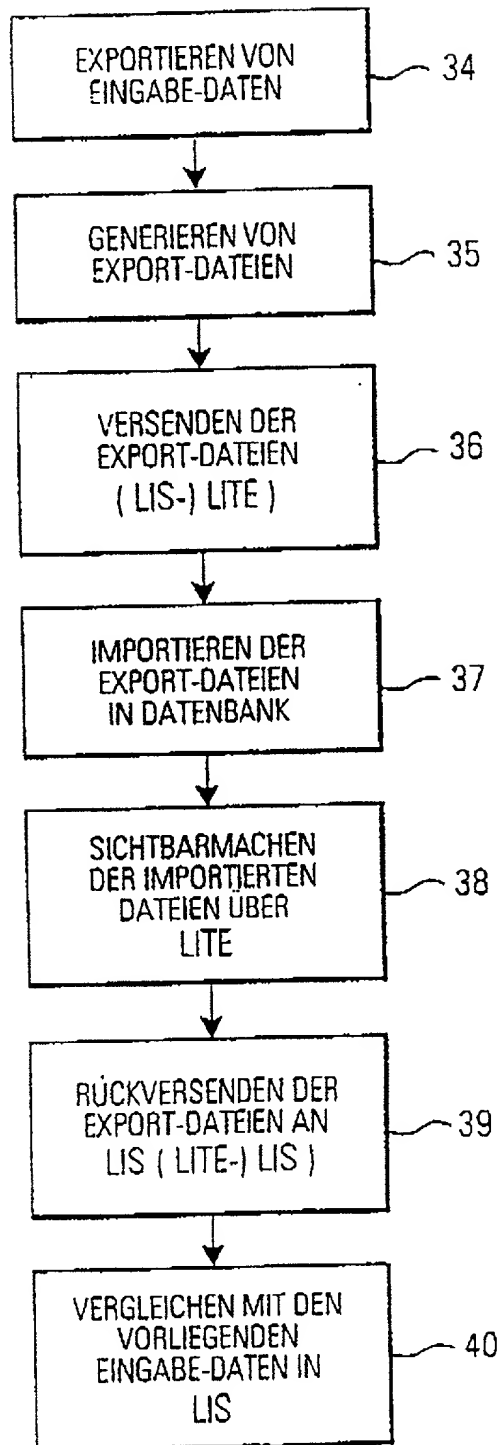 EXPORTIEREN VON
EINGABE-DATEN
34
GENERIEREN VON
EXPORT-DATEIEN
35
VERSENDEN DER
EXPORT-DATEIEN
( LIS-) LITE )
36
IMPORTIEREN DER
EXPORT-DATEIEN
IN DATENBANK
37
SICHTBARMACHEN
DER IMPORTIERTEN
DATEIEN ÜBER
LITE
38
RÜCKVERSENDEN DER
EXPORT-DATEIEN AN
LIS ( LITE-) LIS )
39
VERGLEICHEN MIT DEN
VORLIEGENDEN
EINGABE-DATEN IN
LIS
40